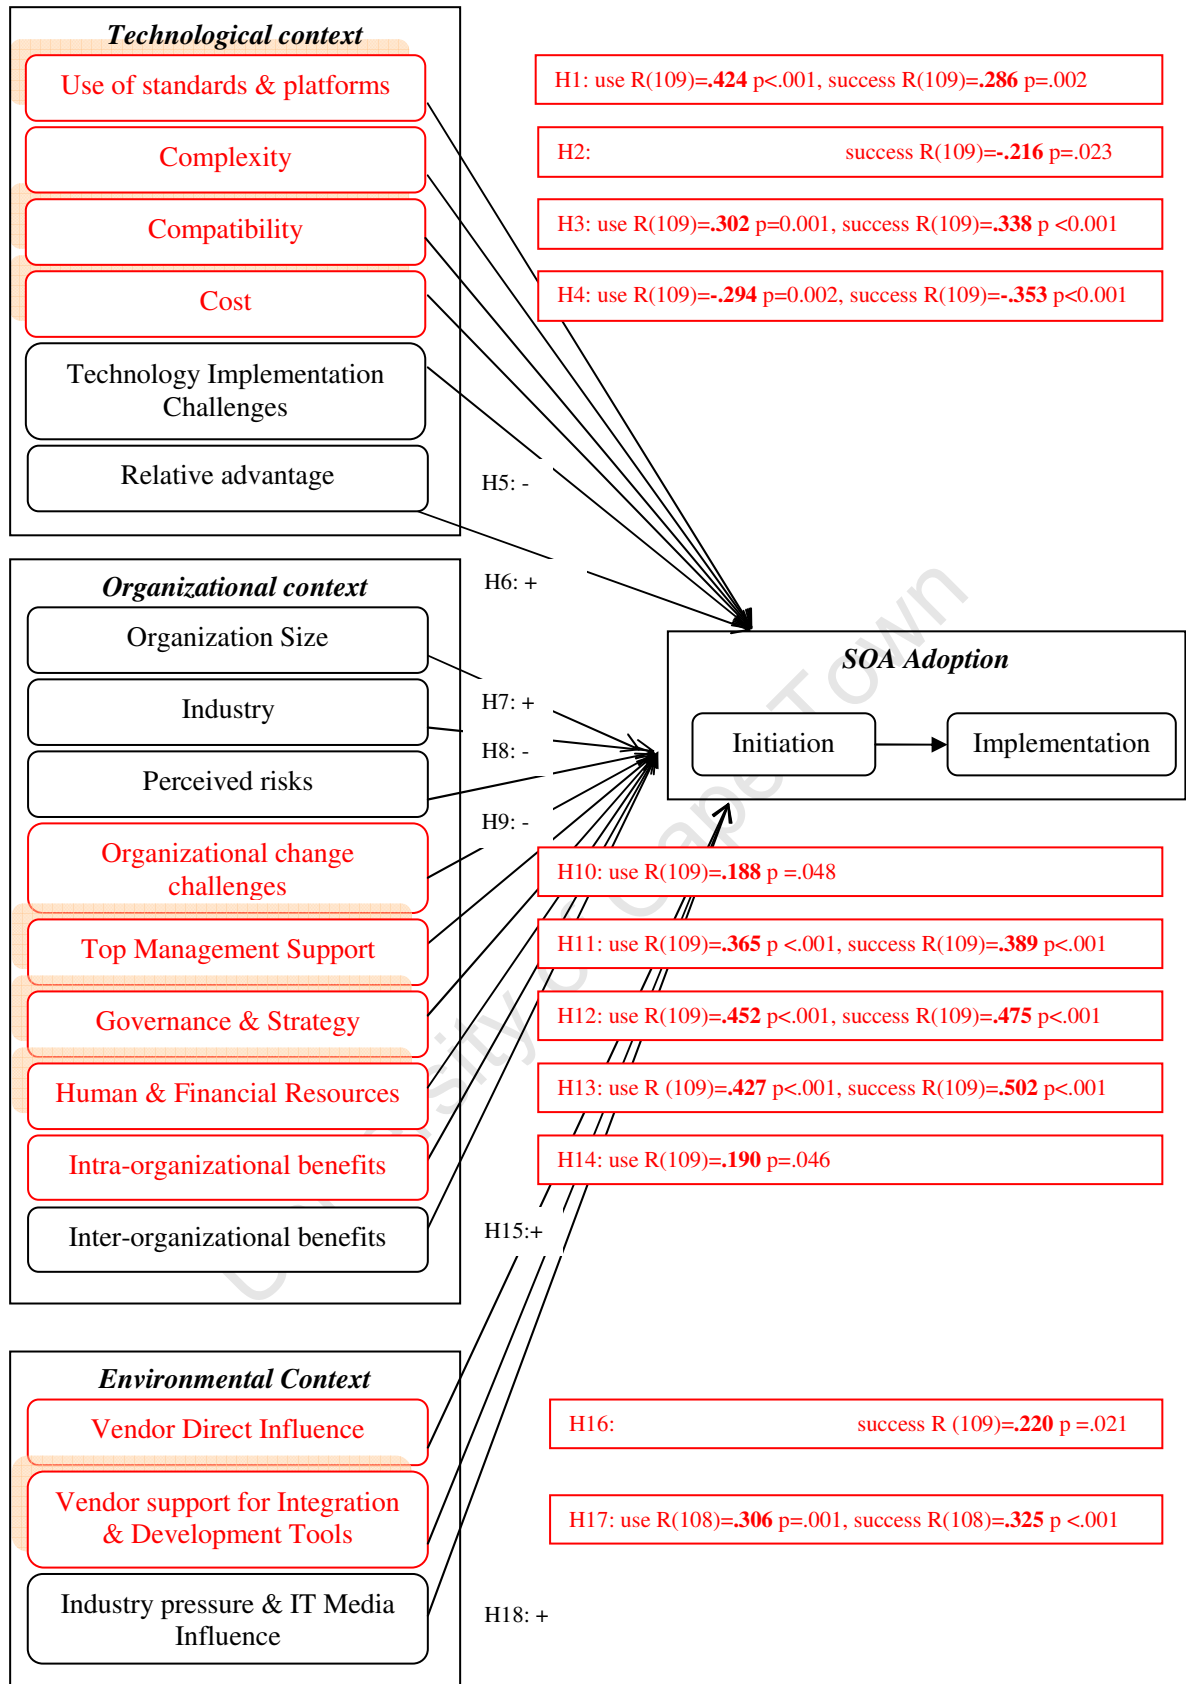 Technological context
Use of standards & platforms
H1: use R(109)=.424 p<.001, success R(109)=.286 p=.002
Complexity
H2: success R(109)=-.216 p=.023
Compatibility
H3: use R(109)=.302 p=0.001, success R(109)=.338 p <0.001
Cost
H4: use R(109)=-.294 p=0.002, success R(109)=-.353 p<0.001
Technology Implementation
Challenges
Relative advantage
H5: -
H6: +
Organizational context
Organization Size
Industry
H7: +
H8: -
Perceived risks
H9: -
SOA Adoption
Initiation
Implementation
Organizational change
challenges
H10: use R(109)=.188 p =.048
Top Management Support
H11: use R(109)=.365 p <.001, success R(109)=.389 p<.001
Governance & Strategy
H12: use R(109)=.452 p<.001, success R(109)=.475 p<.001
Human & Financial Resources
H13: use R (109)=.427 p<.001, success R(109)=.502 p<.001
Intra-organizational benefits
H14: use R(109)=.190 p=.046
Inter-organizational benefits
H15:+
Environmental Context
Vendor Direct Influence
H16: success R (109)=.220 p =.021
Vendor support for Integration
& Development Tools
H17: use R(108)=.306 p=.001, success R(108)=.325 p <.001
Industry pressure & IT Media
Influence
H18: +
University of Cape Town